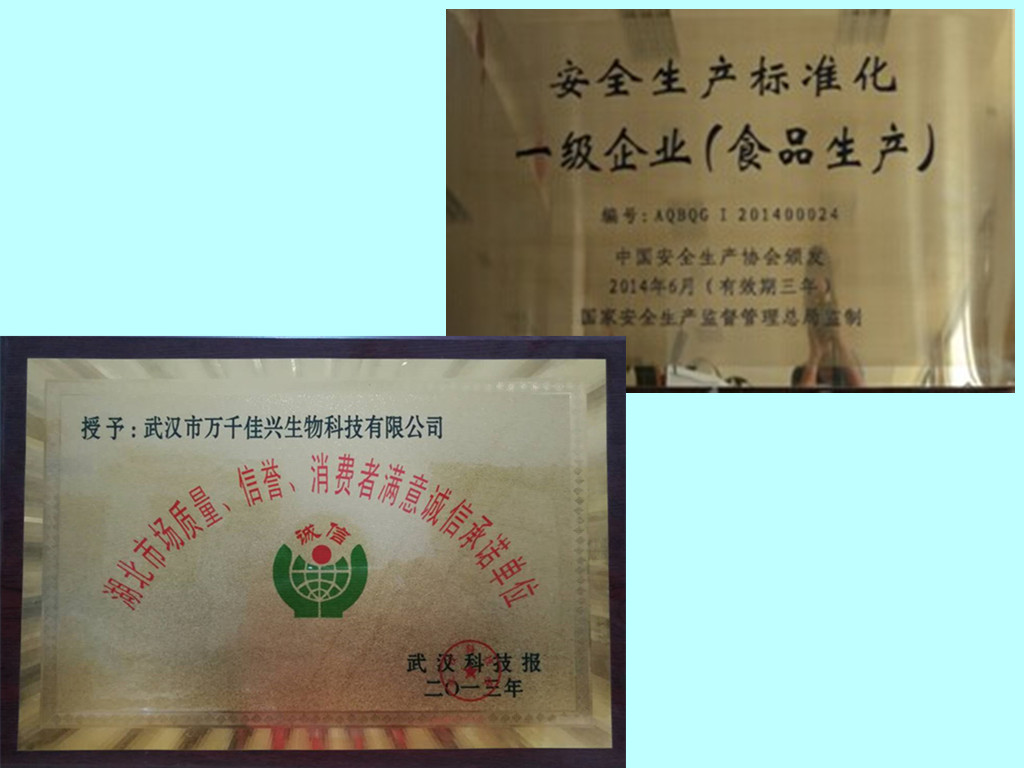 安全生产标准化
一级企业(食品生产)
编号:AQBQG I 201400024
中国安全生产协会颁发
2014年6月(有效期三年)
国家安全生产监督管理总局监制
授予:武汉市万千佳兴生物科技有限公司
湖北市场质量、信誉、消费者满意诚信承诺单位
诚信
武汉科技报
二〇一三年